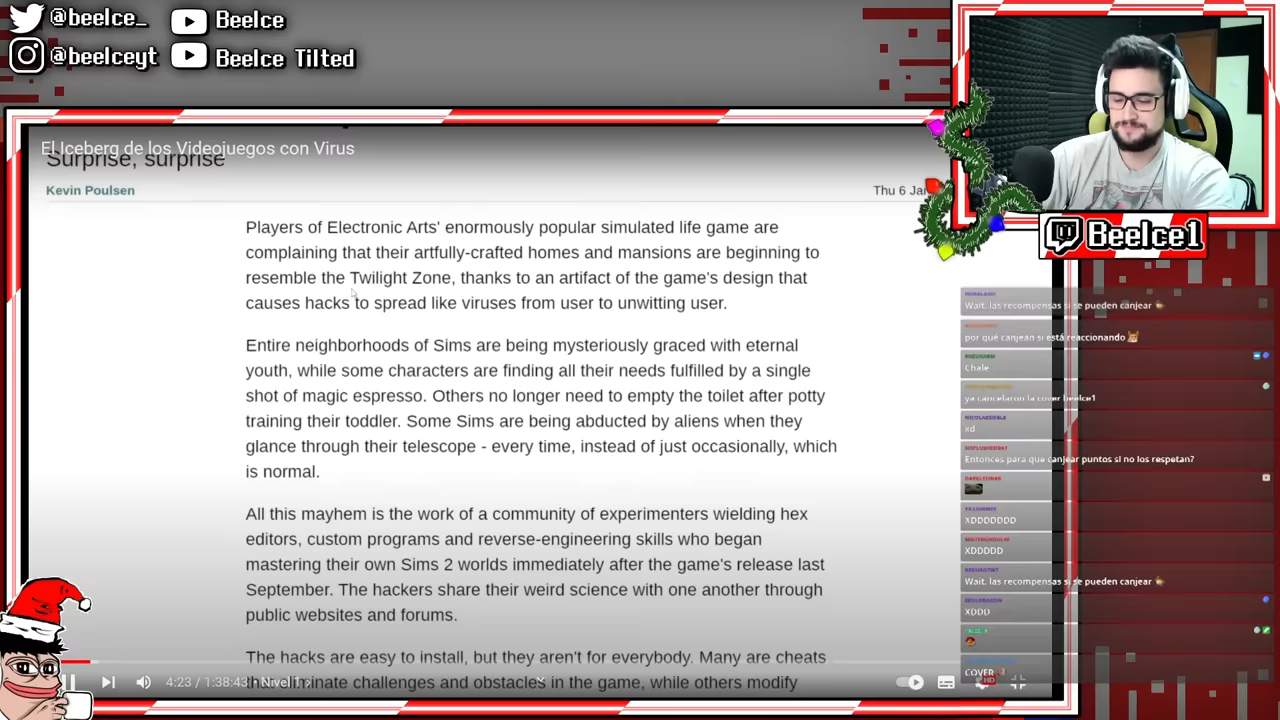 @beelce_
Beelce
@beelceyt
Beelce Tilted
El Iceberg de los Videojuegos con Virus
Surprise, surprise
Kevin Poulsen
Thu 6 Jan
Players of Electronic Arts' enormously popular simulated life game are
complaining that their artfully-crafted homes and mansions are beginning to
resemble the Twilight Zone, thanks to an artifact of the game's design that
causes hacks to spread like viruses from user to unwitting user.
Entire neighborhoods of Sims are being mysteriously graced with eternal
youth, while some characters are finding all their needs fulfilled by a single
shot of magic espresso. Others no longer need to empty the toilet after potty
training their toddler. Some Sims are being abducted by aliens when they
glance through their telescope - every time, instead of just occasionally, which
is normal.
All this mayhem is the work of a community of experimenters wielding hex
editors, custom programs and reverse-engineering skills who began
mastering their own Sims 2 worlds immediately after the game's release last
September. The hackers share their weird science with one another through
public websites and forums.
The hacks are easy to install, but they aren't for everybody. Many are cheats
challenges and obstacles in the game, while others modify
4:23 / 1:38:43
HD
Beelce1
Wait, las recompensas si se pueden canjear
por qué canjean si está reaccionando
Chale
ya cancelaron la cover beelce1
xd
Entonces para que canjear puntos si no los respetan?
XDDDDDDD
XDDDDD
Wait, las recompensas si se pueden canjear
XDDD
COVER